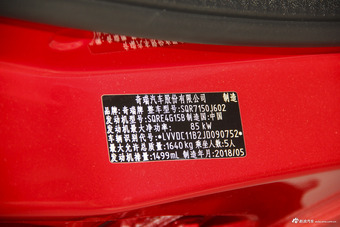 奇瑞汽车股份有限公司 制造
品牌:奇瑞牌 整车型号:SQR7150J602
发动机型号:SQRE4G15B 制造国:中国
发动机最大净功率: 85 kW
车辆识别代号:*LVVDC11B2JD090752*
最大允许总质量:1640 kg 乘坐人数:5人
发动机排量:1499mL 制造年月:2018/05